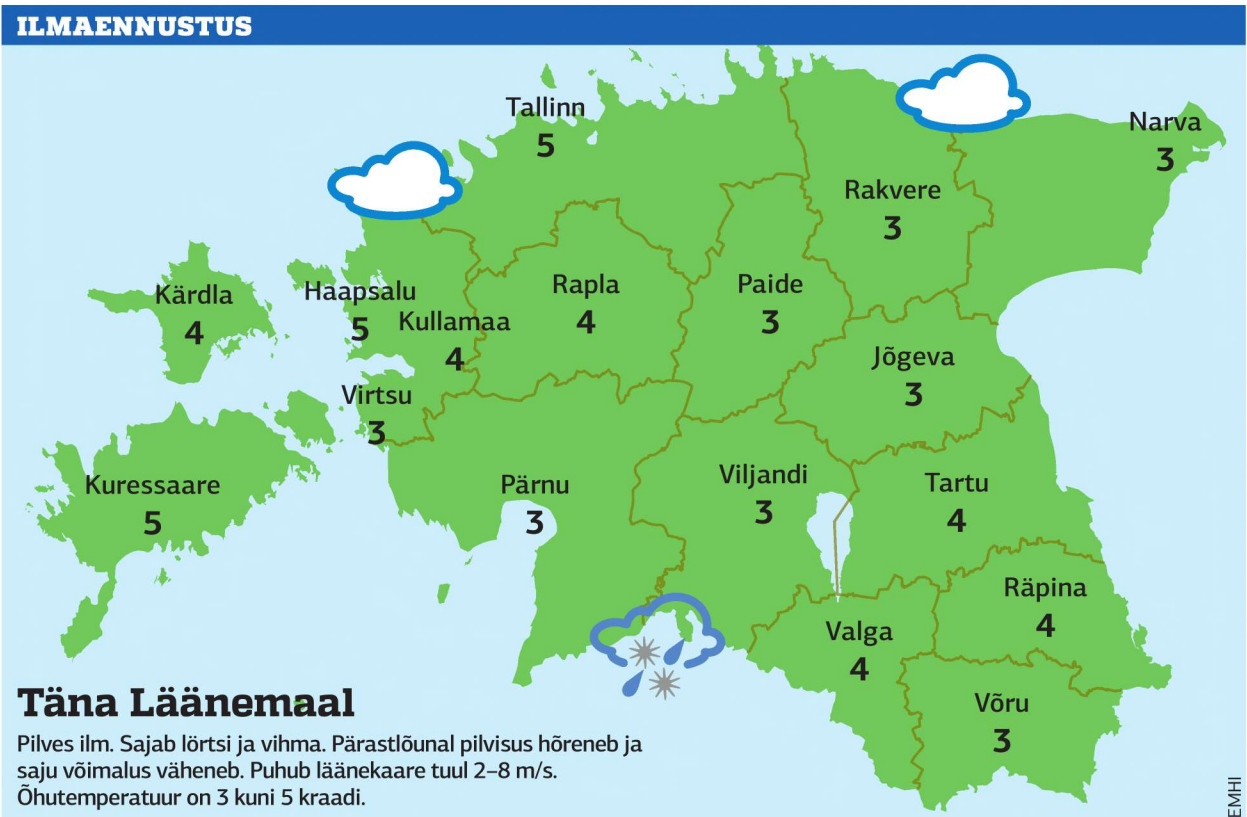 ILMAENNUSTUS
Tallinn
5
Narva
3
Rakvere
3
Kärdla
4
Haapsalu
5
Kullamaa
4
Rapla
4
Paide
3
Jõgeva
3
Virtsu
3
Kuressaare
5
Pärnu
3
Viljandi
3
Tartu
4
Räpina
4
Valga
4
Võru
3
Täna Läänemaal
Pilves ilm. Sajab lörtsi ja vihma. Pärastlõunal pilvisus hõreneb ja
saju võimalus väheneb. Puhub läänekaare tuul 2–8 m/s.
Õhutemperatuur on 3 kuni 5 kraadi.
EMHI